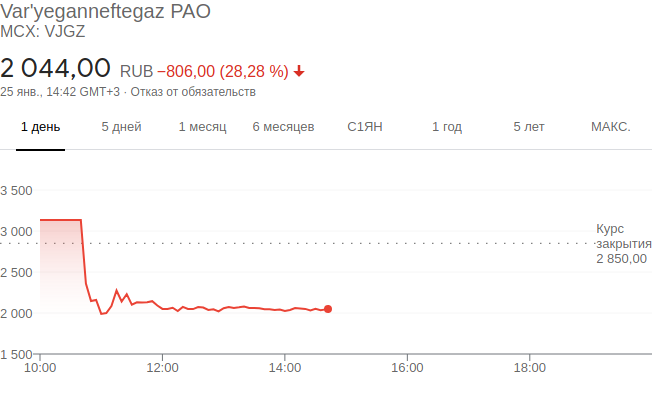 Var'yeganneftegaz PAO
MCX: VJGZ
2 044,00 RUB −806,00 (28,28 %)
25 янв., 14:42 GMT+3 · Отказ от обязательств
1 день 5 дней 1 месяц 6 месяцев С1ЯН 1 год 5 лет МАКС.
3 500
3 000
2 500
2 000
1 500
Курс
закрытия
2 850,00
10:00 12:00 14:00 16:00 18:00